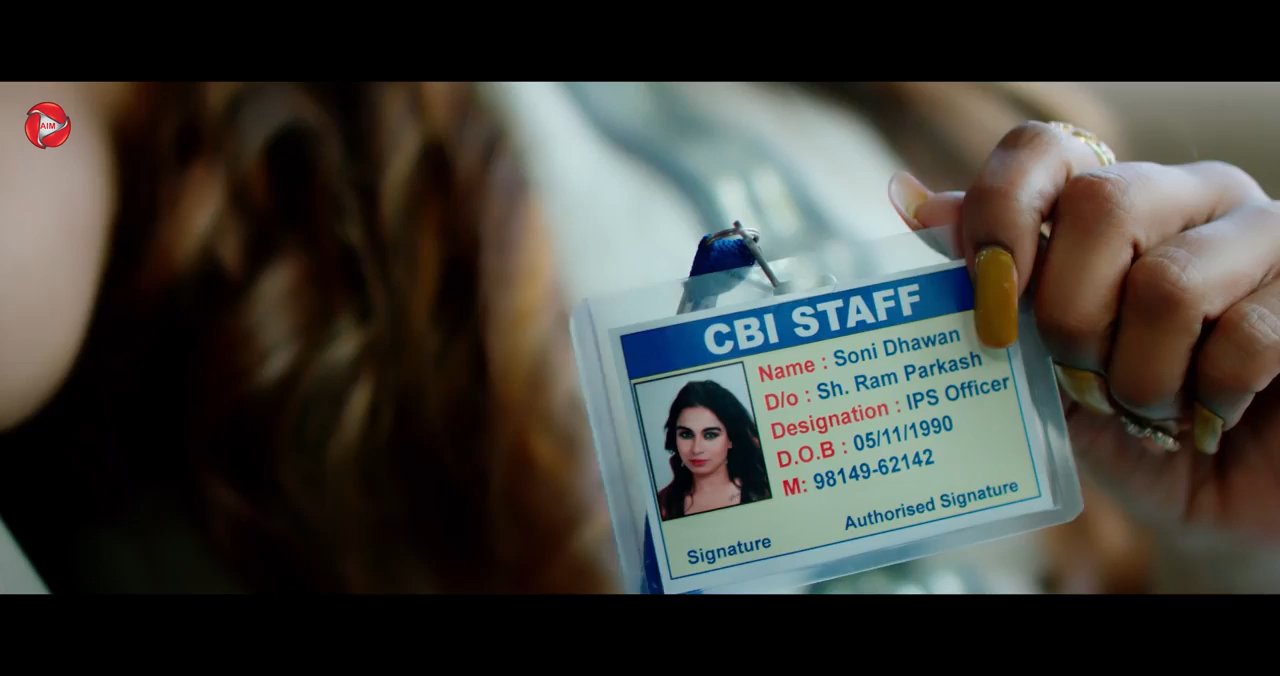 AIM
CBI STAFF
Name : Soni Dhawan
D/o : Sh. Ram Parkash
Designation : IPS Officer
D.O.B : 05/11/1990
M: 98149-62142
Authorised Signature
Signature